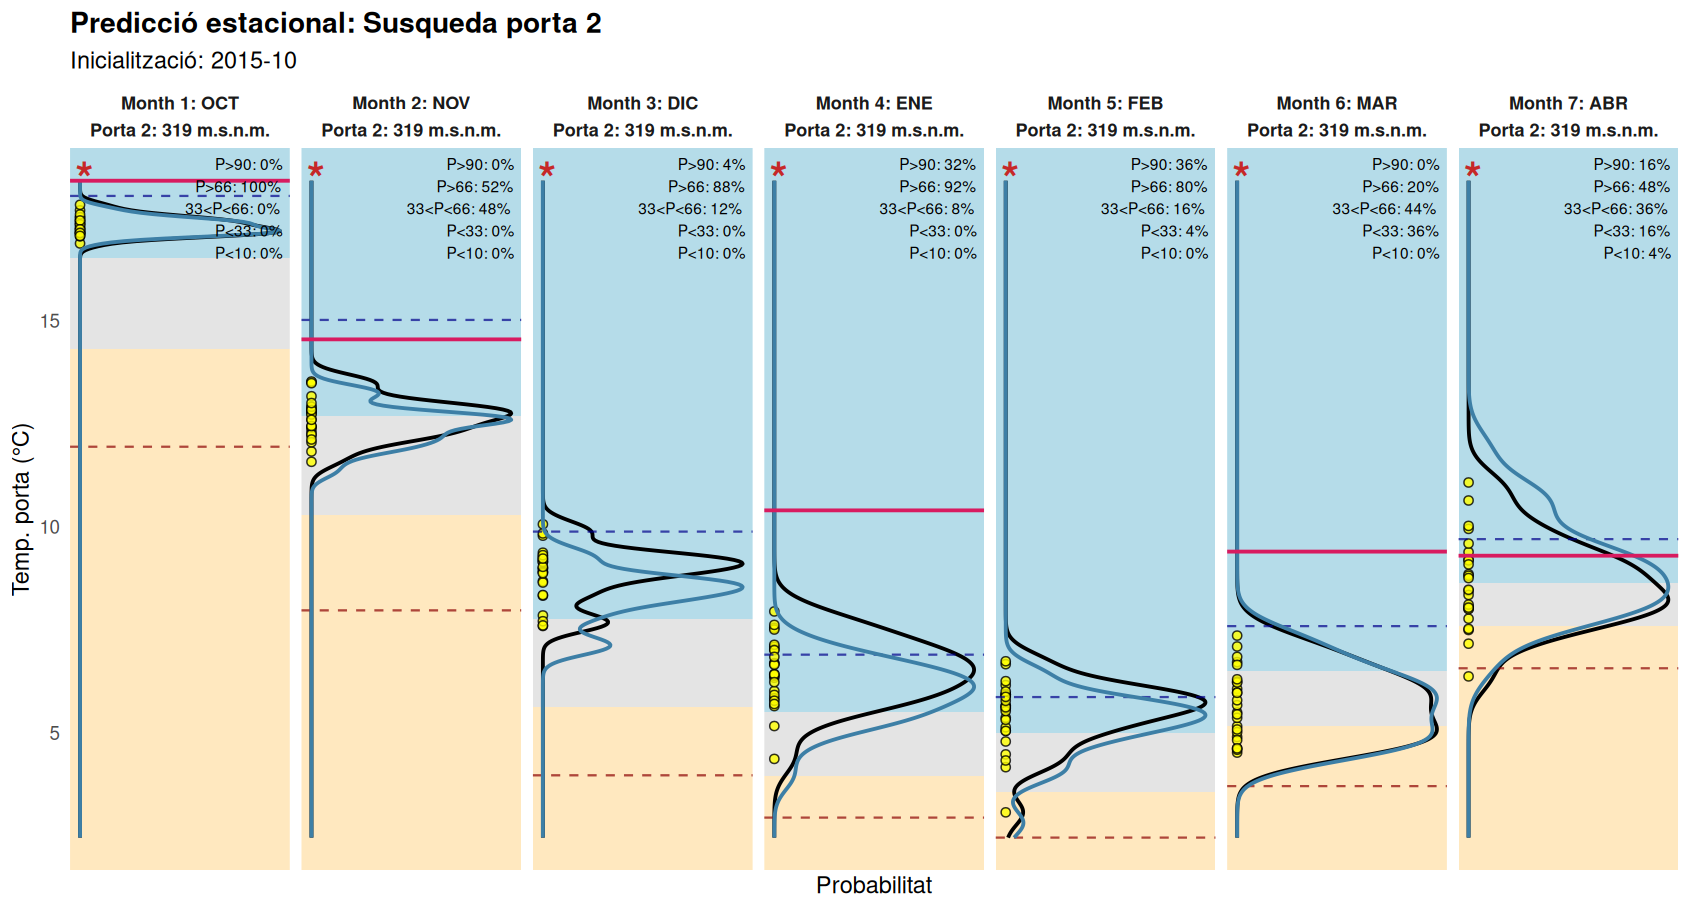 Predicció estacional: Susqueda porta 2
Inicialització: 2015-10
Month 1: OCT
Porta 2: 319 m.s.n.m.
Month 2: NOV
Porta 2: 319 m.s.n.m.
Month 3: DIC
Porta 2: 319 m.s.n.m.
Month 4: ENE
Porta 2: 319 m.s.n.m.
Month 5: FEB
Porta 2: 319 m.s.n.m.
Month 6: MAR
Porta 2: 319 m.s.n.m.
Month 7: ABR
Porta 2: 319 m.s.n.m.
*
P>90: 0%
P>66: 100%
33<P<66: 0%
P<33: 0%
P<10: 0%
*
P>90: 0%
P>66: 52%
33<P<66: 48%
P<33: 0%
P<10: 0%
*
P>90: 4%
P>66: 88%
33<P<66: 12%
P<33: 0%
P<10: 0%
*
P>90: 32%
P>66: 92%
33<P<66: 8%
P<33: 0%
P<10: 0%
*
P>90: 36%
P>66: 80%
33<P<66: 16%
P<33: 4%
P<10: 0%
*
P>90: 0%
P>66: 20%
33<P<66: 44%
P<33: 36%
P<10: 0%
*
P>90: 16%
P>66: 48%
33<P<66: 36%
P<33: 16%
P<10: 4%
15
10
5
Temp. porta (°C)
Probabilitat